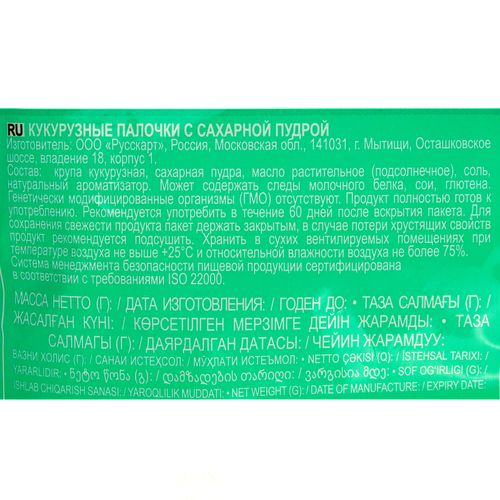 RU КУКУРУЗНЫЕ ПАЛОЧКИ С САХАРНОЙ ПУДРОЙ
Изготовитель: ООО «Русскарт», Россия, Московская обл., 141031, г. Мытищи, Осташковское
шоссе, владение 18, корпус 1.
Состав: крупа кукурузная, сахарная пудра, масло растительное (подсолнечное), соль,
натуральный ароматизатор. Может содержать следы молочного белка, сои, глютена.
Генетически модифицированные организмы (ГМО) отсутствуют. Продукт полностью готов к
употреблению. Рекомендуется употребить в течение 60 дней после вскрытия пакета. Для
сохранения свежести продукта пакет держать закрытым, в случае потери хрустящих свойств
продукт рекомендуется подсушить. Хранить в сухих вентилируемых помещениях при
температуре воздуха не выше +25°С и относительной влажности воздуха не более 75%.
Система менеджмента безопасности пищевой продукции сертифицирована
в соответствии с требованиями ISO 22000.
МАССА НЕТТО (Г): / ДАТА ИЗГОТОВЛЕНИЯ: / ГОДЕН ДО: • ТАЗА САЛМАҒЫ (Г): /
ЖАСАЛҒАН КҮНІ: / КӨРСЕТІЛГЕН МЕРЗІМГЕ ДЕЙІН ЖАРАМДЫ: • ТАЗА
САЛМАГЫ (Г): / ДАЯРДАЛГАН ДАТАСЫ: / ЧЕЙИН ЖАРАМДУУ: •
ВАЗНИ ХОЛИС (Г): / САНАИ ИСТЕҲСОЛ: / МӮҲЛАТИ ИСТЕЪМОЛ: • NETTO ÇƏKİSİ (Q): / İSTEHSAL TARİXİ: /
YARARLIDIR: • ნეტო წონა (გ): / დამზადების თარიღი: / ვარგისია მდე: • SOF OG'IRLIGI (G): /
ISHLAB CHIQARISH SANASI: / YAROQLILIK MUDDATI: • NET WEIGHT (G): / DATE OF MANUFACTURE: / EXPIRY DATE: